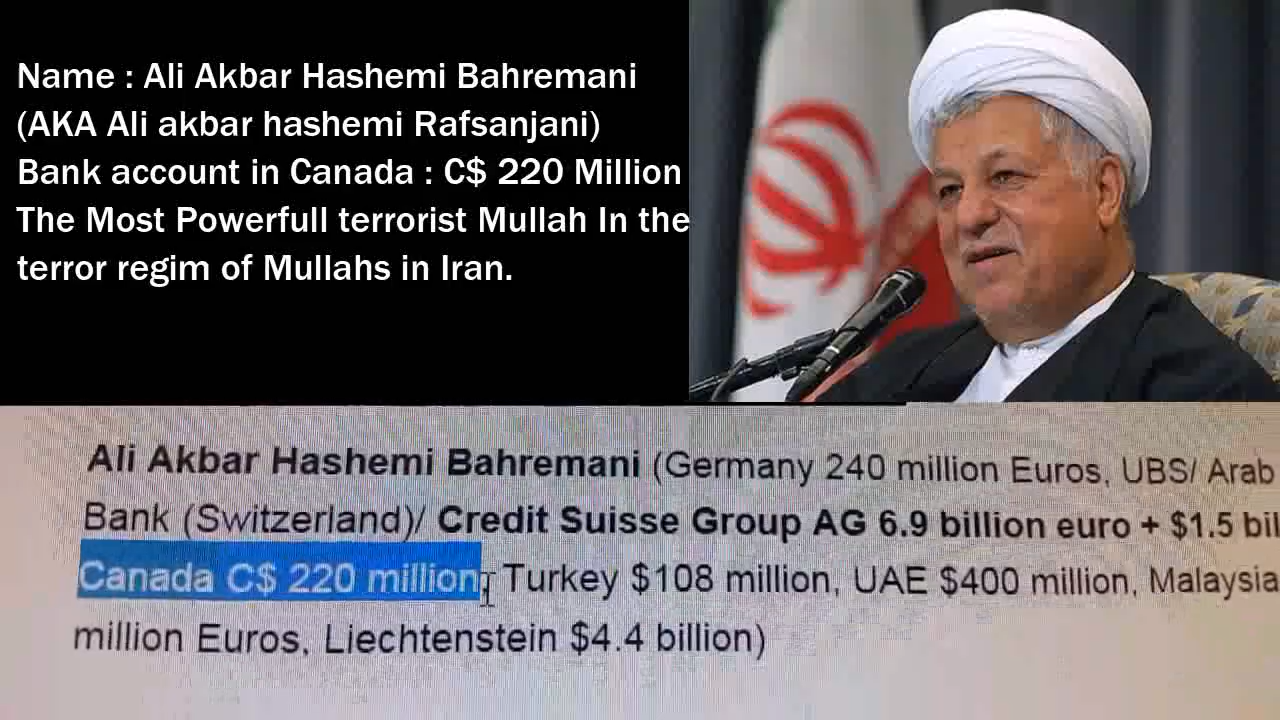 Name : Ali Akbar Hashemi Bahremani
(AKA Ali akbar hashemi Rafsanjani)
Bank account in Canada : C$ 220 Million
The Most Powerfull terrorist Mullah In the
terror regim of Mullahs in Iran.
Ali Akbar Hashemi Bahremani (Germany 240 million Euros, UBS/ Arab
Bank (Switzerland)/ Credit Suisse Group AG 6.9 billion euro + $1.5 bil
Canada C$ 220 million, Turkey $108 million, UAE $400 million, Malaysia
million Euros, Liechtenstein $4.4 billion)